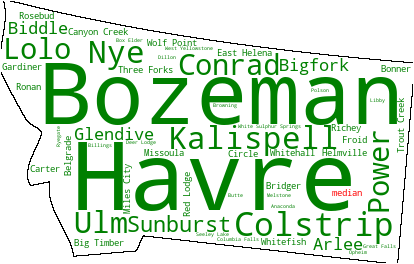 Rosebud
Biddle
Canyon Creek
Box Elder
Wolf Point
West Yellowstone
East Helena
Lolo
Nye
Dillon
Conrad
Bigfork
Gardiner
Three Forks
Bonner
Ronan
Bozeman
Polson
Libby
Browning
Trout Creek
White Sulphur Springs
Richey
Glendive
Kalispell
Froid
Deer Lodge
Billings
Belgrade
Missoula
Circle
Whitehall
Helmville
Power
Carter
Havre
Miles City
Red Lodge
Bridger
median
Butte
Wolstone
Anaconda
Ulm
Sunburst
Colstrip
Seeley Lake
Columbia Falls
Big Timber
Whitefish
Arlee
Great Falls
Opheim